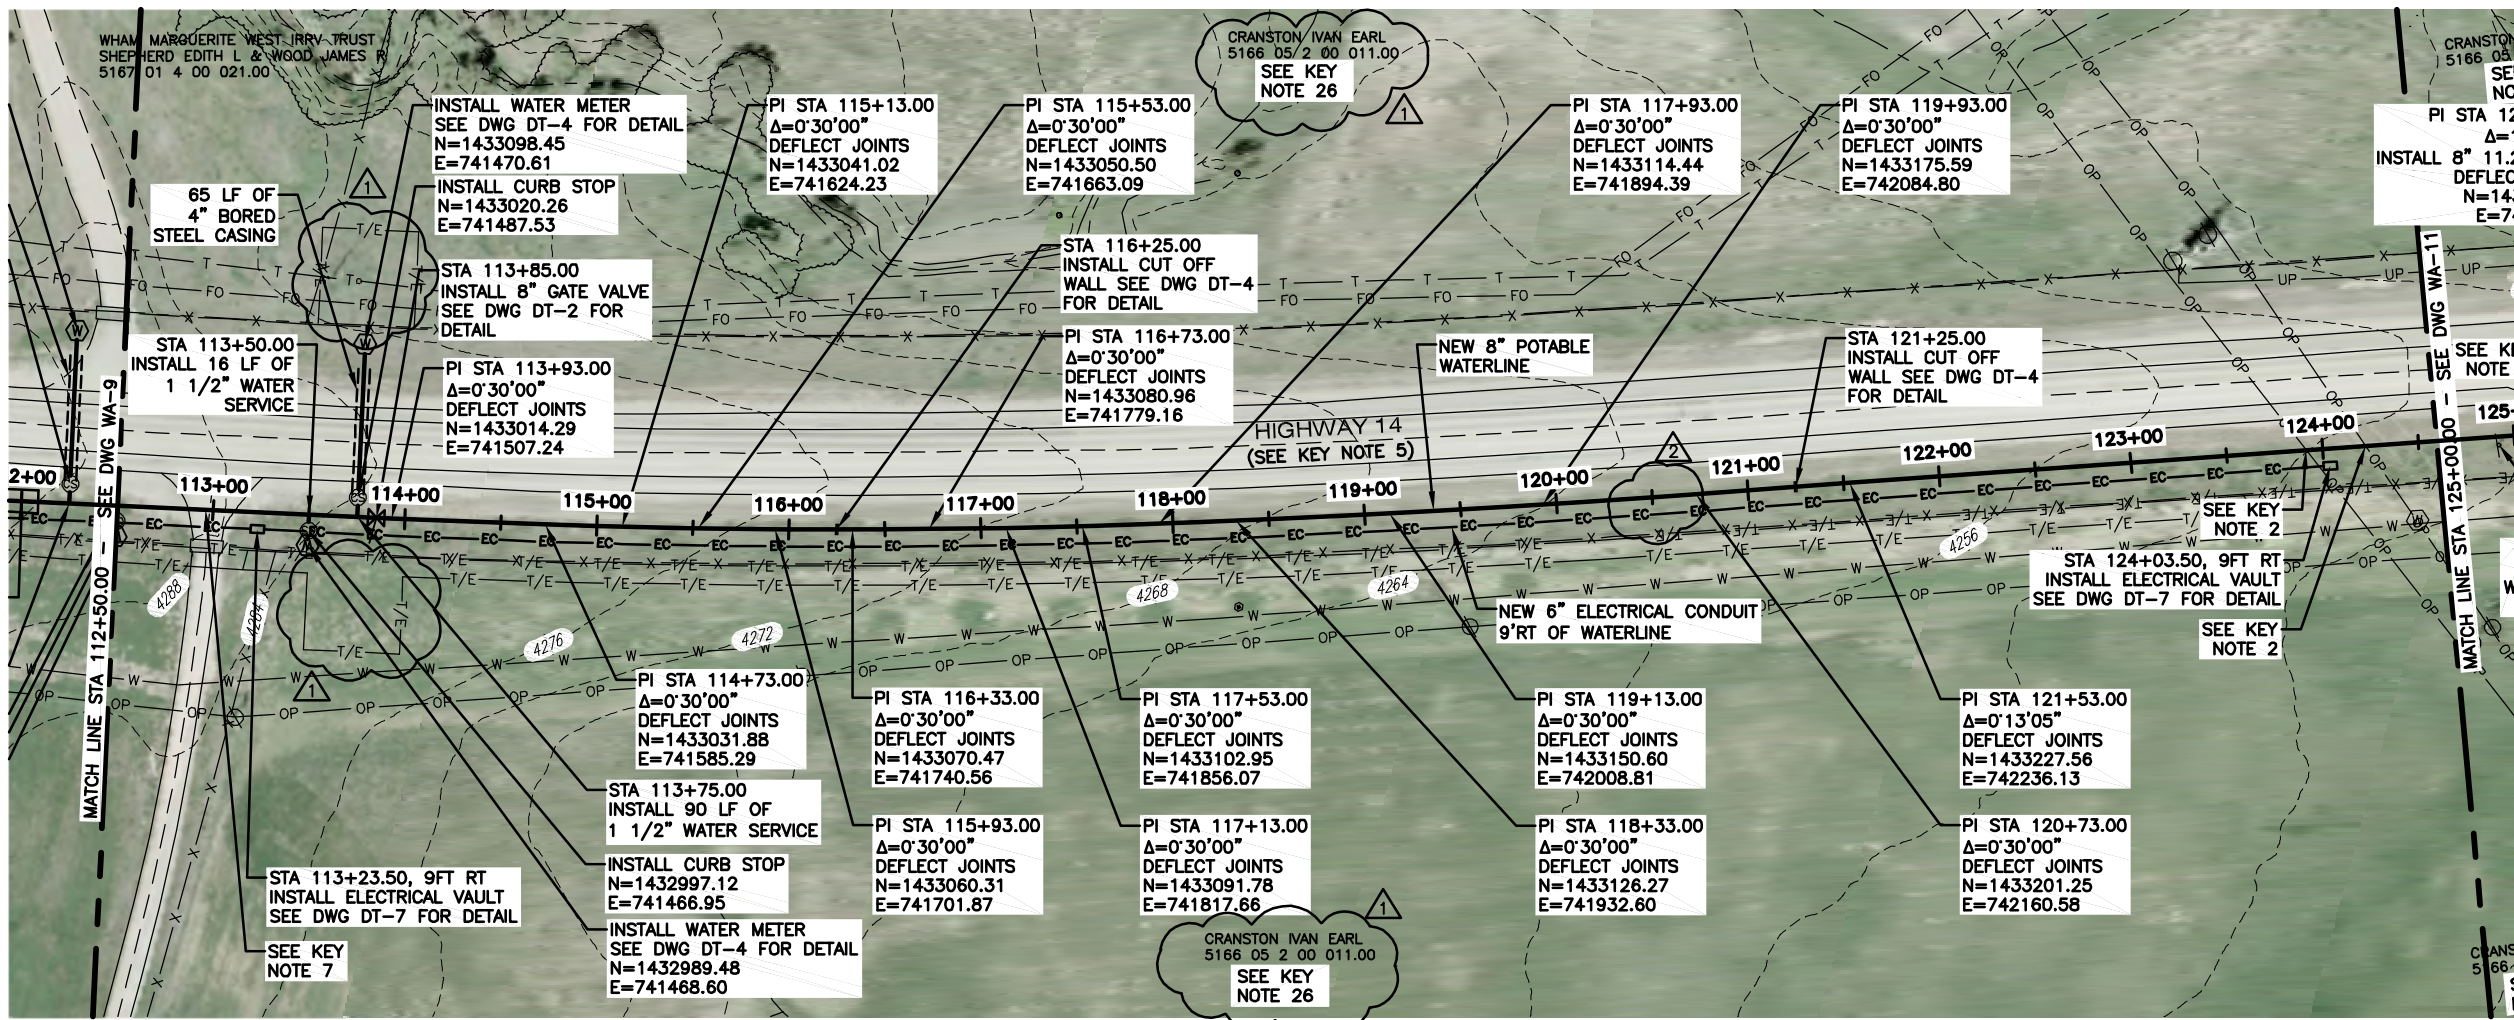 WHAM MARGUERITE WEST IRRV TRUST
SHEPHERD EDITH L & WOOD JAMES R
5167 01 4 00 021.00
CRANSTON IVAN EARL
5166 05 2 00 011.00
SEE KEY
NOTE 26
1
INSTALL WATER METER
SEE DWG DT-4 FOR DETAIL
N=1433098.45
E=741470.61
PI STA 115+13.00
Δ=0°30'00"
DEFLECT JOINTS
N=1433041.02
E=741624.23
PI STA 115+53.00
Δ=0°30'00"
DEFLECT JOINTS
N=1433050.50
E=741663.09
PI STA 117+93.00
Δ=0°30'00"
DEFLECT JOINTS
N=1433114.44
E=741894.39
PI STA 119+93.00
Δ=0°30'00"
DEFLECT JOINTS
N=1433175.59
E=742084.80
1
65 LF OF
4" BORED
STEEL CASING
INSTALL CURB STOP
N=1433020.26
E=741487.53
STA 113+85.00
INSTALL 8" GATE VALVE
SEE DWG DT-2 FOR
DETAIL
STA 116+25.00
INSTALL CUT OFF
WALL SEE DWG DT-4
FOR DETAIL
STA 113+50.00
INSTALL 16 LF OF
1 1/2" WATER
SERVICE
PI STA 113+93.00
Δ=0°30'00"
DEFLECT JOINTS
N=1433014.29
E=741507.24
PI STA 116+73.00
Δ=0°30'00"
DEFLECT JOINTS
N=1433080.96
E=741779.16
NEW 8" POTABLE
WATERLINE
STA 121+25.00
INSTALL CUT OFF
WALL SEE DWG DT-4
FOR DETAIL
HIGHWAY 14
(SEE KEY NOTE 5)
2
MATCH LINE STA 112+50.00 - SEE DWG WA-9
MATCH LINE STA 125+00.00 - SEE DWG WA-11
2+00
113+00
114+00
115+00
116+00
117+00
118+00
119+00
120+00
121+00
122+00
123+00
124+00
125+
SEE KEY
NOTE 2
STA 124+03.50, 9FT RT
INSTALL ELECTRICAL VAULT
SEE DWG DT-7 FOR DETAIL
SEE KEY
NOTE 2
4288
4284
4276
4272
4268
4264
4256
NEW 6" ELECTRICAL CONDUIT
9'RT OF WATERLINE
1
PI STA 114+73.00
Δ=0°30'00"
DEFLECT JOINTS
N=1433031.88
E=741585.29
PI STA 116+33.00
Δ=0°30'00"
DEFLECT JOINTS
N=1433070.47
E=741740.56
PI STA 117+53.00
Δ=0°30'00"
DEFLECT JOINTS
N=1433102.95
E=741856.07
PI STA 119+13.00
Δ=0°30'00"
DEFLECT JOINTS
N=1433150.60
E=742008.81
PI STA 121+53.00
Δ=0°13'05"
DEFLECT JOINTS
N=1433227.56
E=742236.13
STA 113+75.00
INSTALL 90 LF OF
1 1/2" WATER SERVICE
PI STA 115+93.00
Δ=0°30'00"
DEFLECT JOINTS
N=1433060.31
E=741701.87
PI STA 117+13.00
Δ=0°30'00"
DEFLECT JOINTS
N=1433091.78
E=741817.66
PI STA 118+33.00
Δ=0°30'00"
DEFLECT JOINTS
N=1433126.27
E=741932.60
PI STA 120+73.00
Δ=0°30'00"
DEFLECT JOINTS
N=1433201.25
E=742160.58
INSTALL CURB STOP
N=1432997.12
E=741466.95
STA 113+23.50, 9FT RT
INSTALL ELECTRICAL VAULT
SEE DWG DT-7 FOR DETAIL
SEE KEY
NOTE 7
INSTALL WATER METER
SEE DWG DT-4 FOR DETAIL
N=1432989.48
E=741468.60
1
CRANSTON IVAN EARL
5166 05 2 00 011.00
SEE KEY
NOTE 26